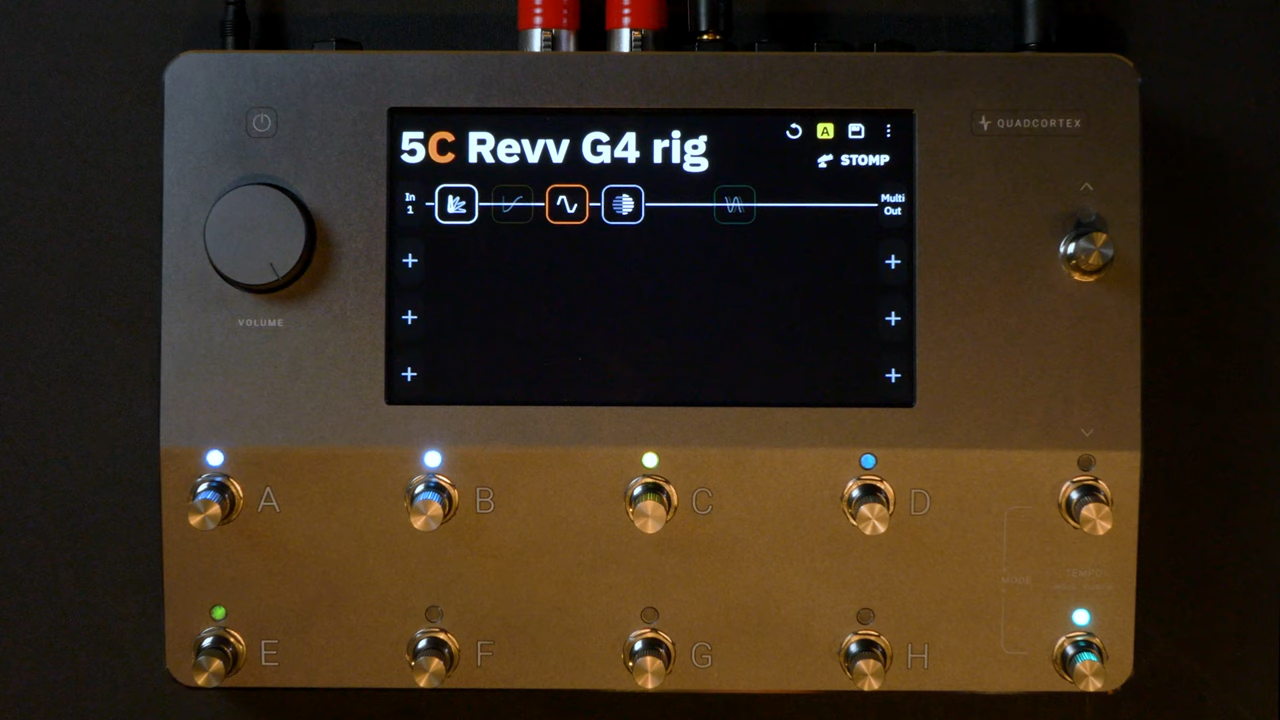 5C Revv G4 rig
A
STOMP
QUADCORTEX
In
1
Multi
Out
+ +
+ +
+ +
VOLUME
A B C D
MODE
TEMPO
E F G H